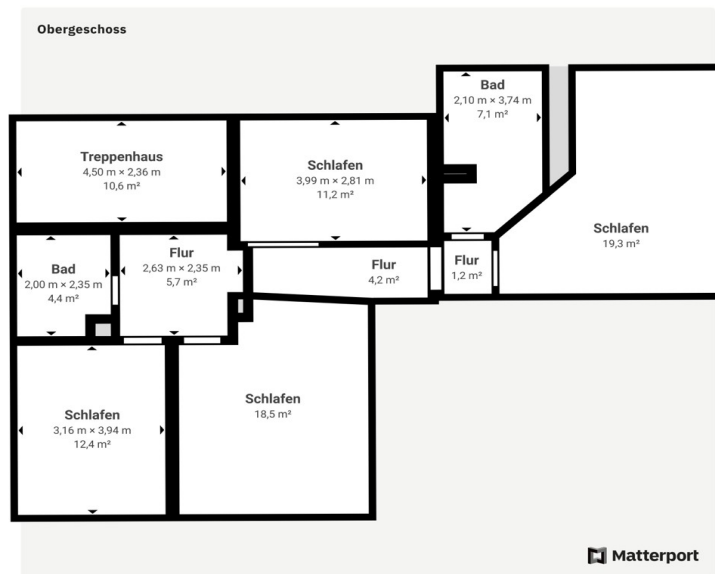 Obergeschoss
Bad
2,10 m × 3,74 m
7,1 m²
Treppenhaus
4,50 m × 2,36 m
10,6 m²
Schlafen
3,99 m × 2,81 m
11,2 m²
Schlafen
19,3 m²
Bad
2,00 m × 2,35 m
4,4 m²
Flur
2,63 m × 2,35 m
5,7 m²
Flur
4,2 m²
Flur
1,2 m²
Schlafen
3,16 m × 3,94 m
12,4 m²
Schlafen
18,5 m²
Matterport